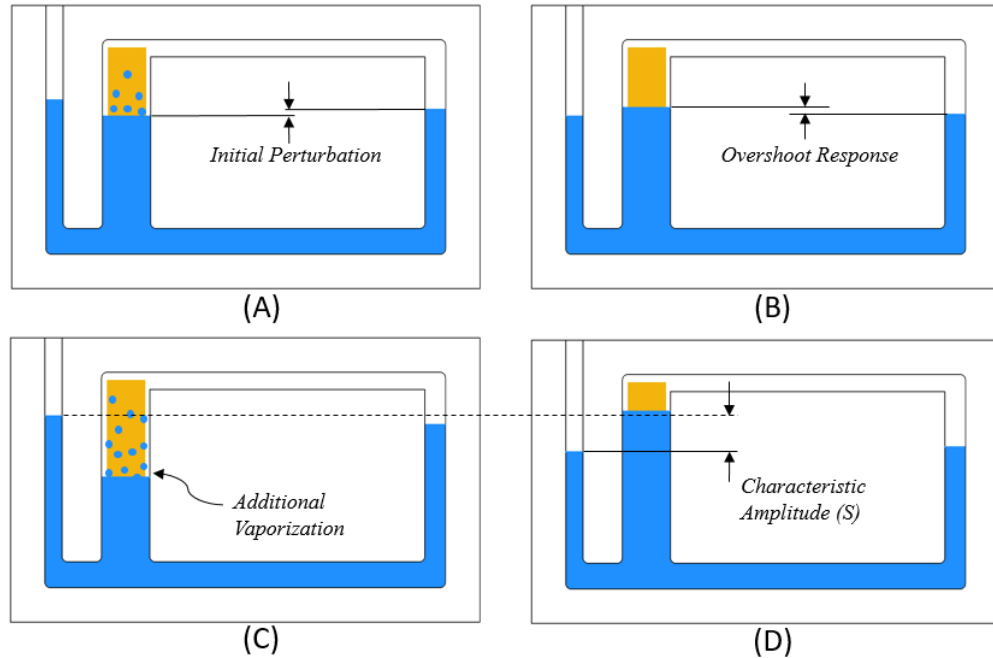 Initial Perturbation
(A)
Overshoot Response
(B)
Additional
Vaporization
(C)
Characteristic
Amplitude (S)
(D)